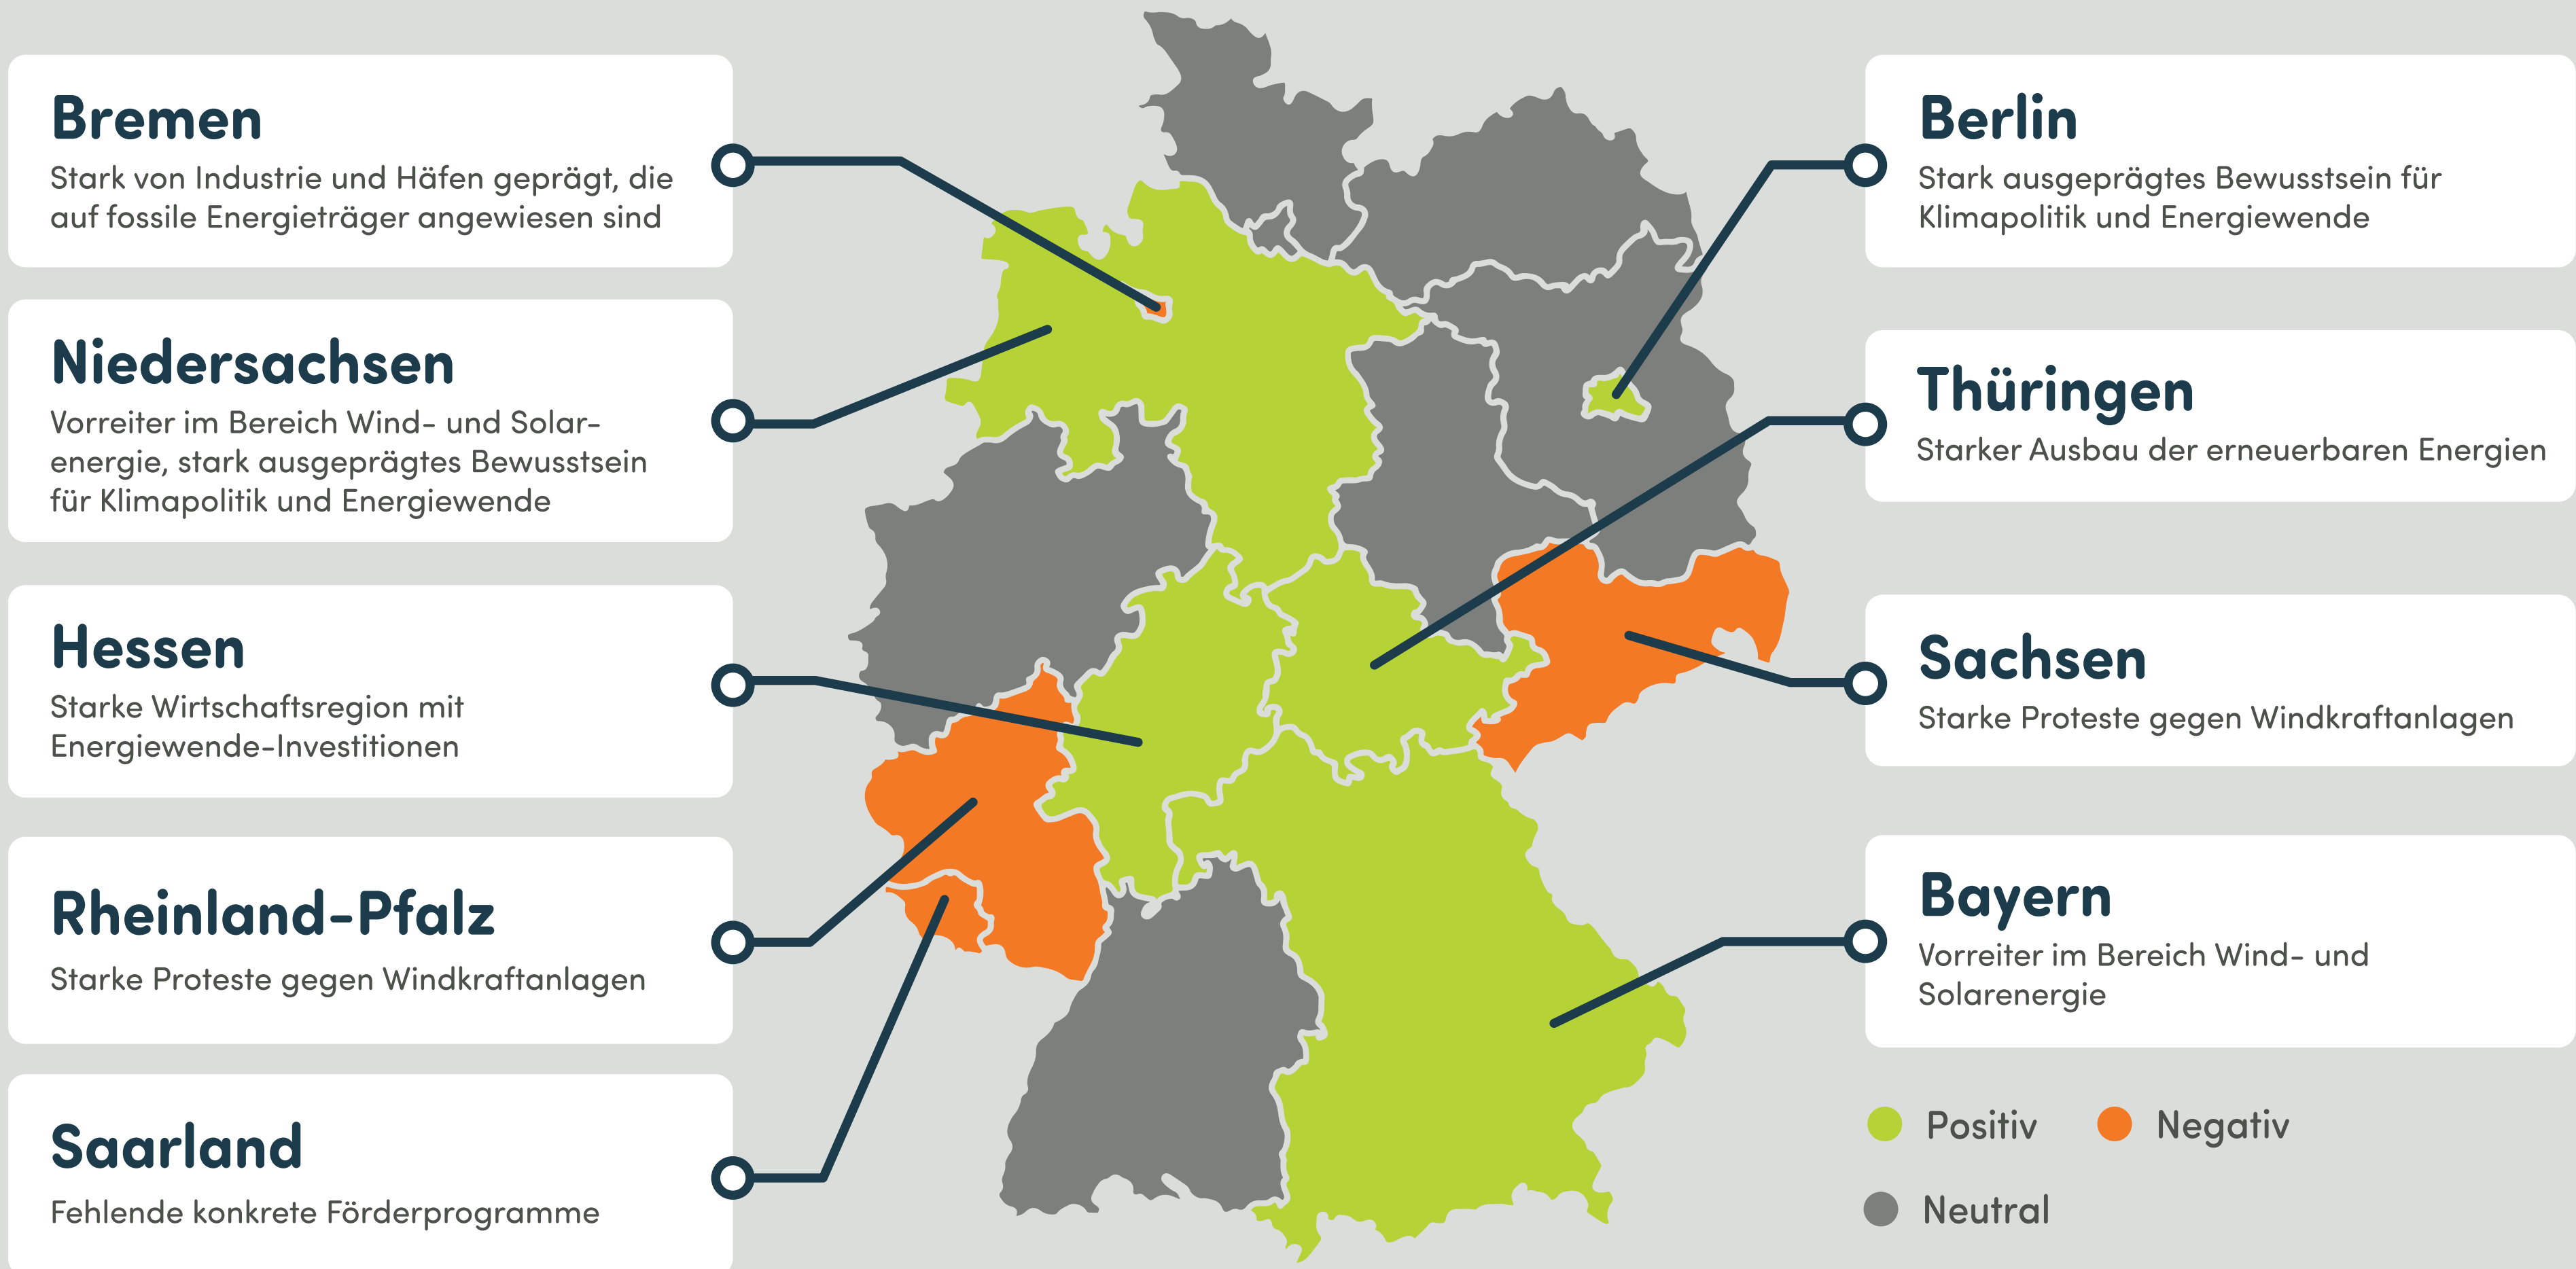 Bremen
Stark von Industrie und Häfen geprägt, die
auf fossile Energieträger angewiesen sind
Niedersachsen
Vorreiter im Bereich Wind- und Solar-
energie, stark ausgeprägtes Bewusstsein
für Klimapolitik und Energiewende
Hessen
Starke Wirtschaftsregion mit
Energiewende-Investitionen
Rheinland-Pfalz
Starke Proteste gegen Windkraftanlagen
Saarland
Fehlende konkrete Förderprogramme
Berlin
Stark ausgeprägtes Bewusstsein für
Klimapolitik und Energiewende
Thüringen
Starker Ausbau der erneuerbaren Energien
Sachsen
Starke Proteste gegen Windkraftanlagen
Bayern
Vorreiter im Bereich Wind- und
Solarenergie
Positiv
Negativ
Neutral